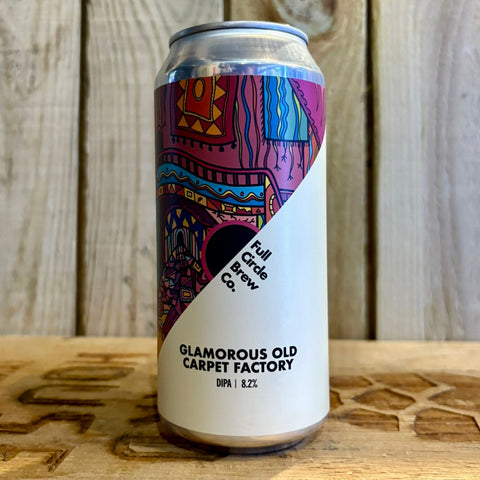 Full
Circle
Brew
Co.
GLAMOROUS OLD
CARPET FACTORY
DIPA | 8.2%